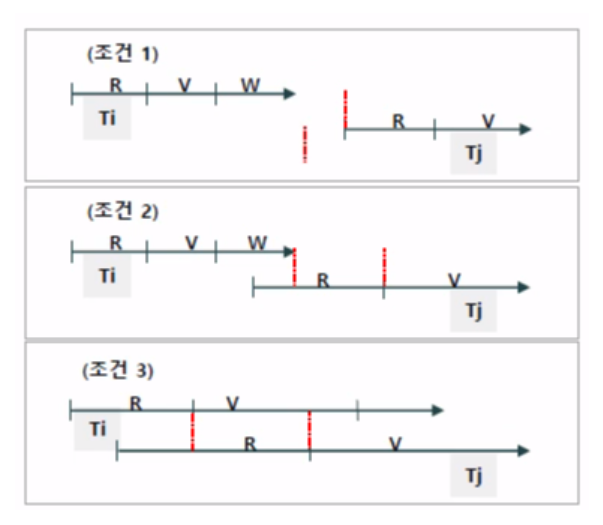 (조건 1)
R V W
Ti
R V
Tj
(조건 2)
R V W
Ti
R V
Tj
(조건 3)
R V
Ti
R V
Tj